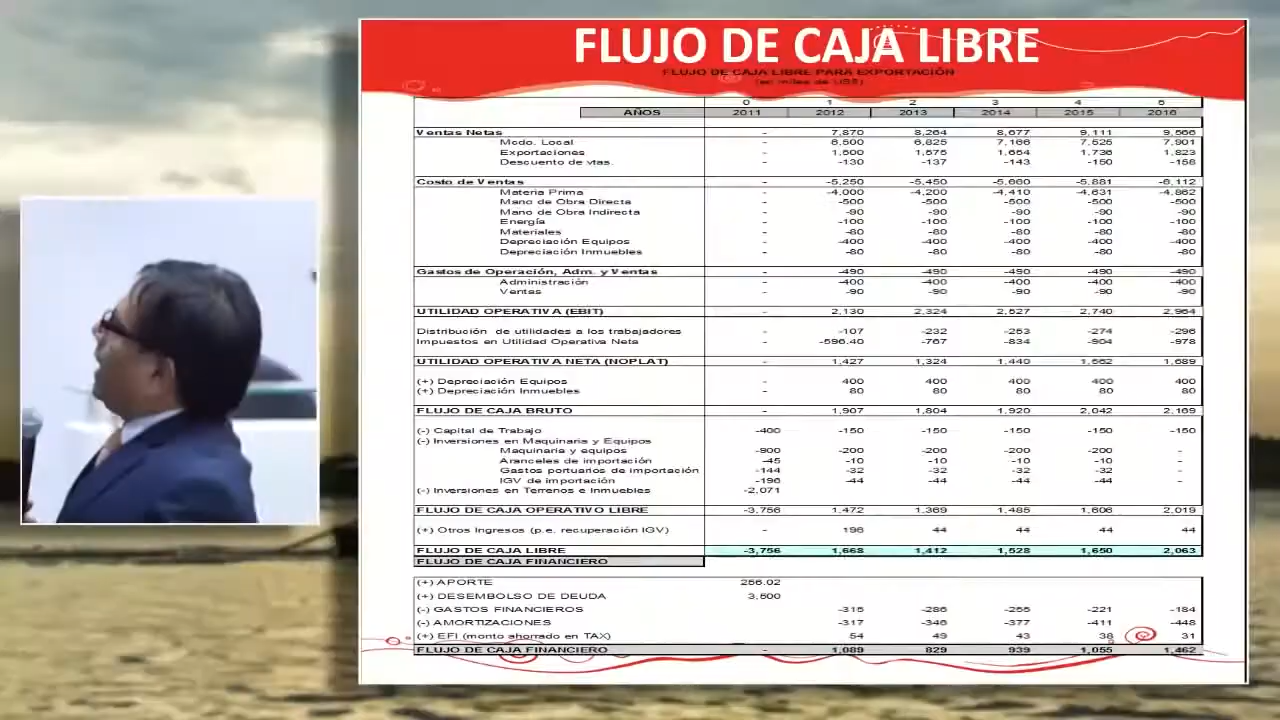 FLUJO DE CAJA LIBRE
FLUJO DE CAJA LIBRE PARA EXPORTACIÓN
(en miles de US$)
0 1 2 3 4 5
AÑOS 2011 2012 2013 2014 2015 2016
Ventas Netas - 7,870 8,264 8,677 9,111 9,566
Mcdo. Local - 6,500 6,825 7,166 7,525 7,901
Exportaciones - 1,500 1,575 1,654 1,736 1,823
Descuento de vtas. - -130 -137 -143 -150 -158
Costo de Ventas - -5,250 -5,450 -5,660 -5,881 -6,112
Materia Prima - -4,000 -4,200 -4,410 -4,631 -4,862
Mano de Obra Directa - -500 -500 -500 -500 -500
Mano de Obra Indirecta - -90 -90 -90 -90 -90
Energía - -100 -100 -100 -100 -100
Materiales - -80 -80 -80 -80 -80
Depreciación Equipos - -400 -400 -400 -400 -400
Depreciación Inmuebles - -80 -80 -80 -80 -80
Gastos de Operación, Adm. y Ventas - -490 -490 -490 -490 -490
Administración - -400 -400 -400 -400 -400
Ventas - -90 -90 -90 -90 -90
UTILIDAD OPERATIVA (EBIT) - 2,130 2,324 2,527 2,740 2,964
Distribución de utilidades a los trabajadores - -107 -232 -253 -274 -296
Impuestos en Utilidad Operativa Neta - -596.40 -767 -834 -904 -978
UTILIDAD OPERATIVA NETA (NOPLAT) - 1,427 1,324 1,440 1,562 1,689
(+) Depreciación Equipos - 400 400 400 400 400
(+) Depreciación Inmuebles - 80 80 80 80 80
FLUJO DE CAJA BRUTO - 1,907 1,804 1,920 2,042 2,169
(-) Capital de Trabajo -400 -150 -150 -150 -150 -150
(-) Inversiones en Maquinaria y Equipos
Maquinaria y equipos -900 -200 -200 -200 -200 -
Aranceles de importación -45 -10 -10 -10 -10 -
Gastos portuarios de importación -144 -32 -32 -32 -32 -
IGV de importación -196 -44 -44 -44 -44 -
(-) Inversiones en Terrenos e Inmuebles -2,071
FLUJO DE CAJA OPERATIVO LIBRE -3,756 1,472 1,369 1,485 1,606 2,019
(+) Otros Ingresos (p.e. recuperación IGV) - 196 44 44 44 44
FLUJO DE CAJA LIBRE -3,756 1,668 1,412 1,528 1,650 2,063
FLUJO DE CAJA FINANCIERO
(+) APORTE 256.02
(+) DESEMBOLSO DE DEUDA 3,500
(-) GASTOS FINANCIEROS -315 -286 -255 -221 -184
(-) AMORTIZACIONES -317 -346 -377 -411 -448
(+) EFI (monto ahorrado en TAX) 54 49 43 38 31
FLUJO DE CAJA FINANCIERO - 1,089 829 939 1,055 1,462